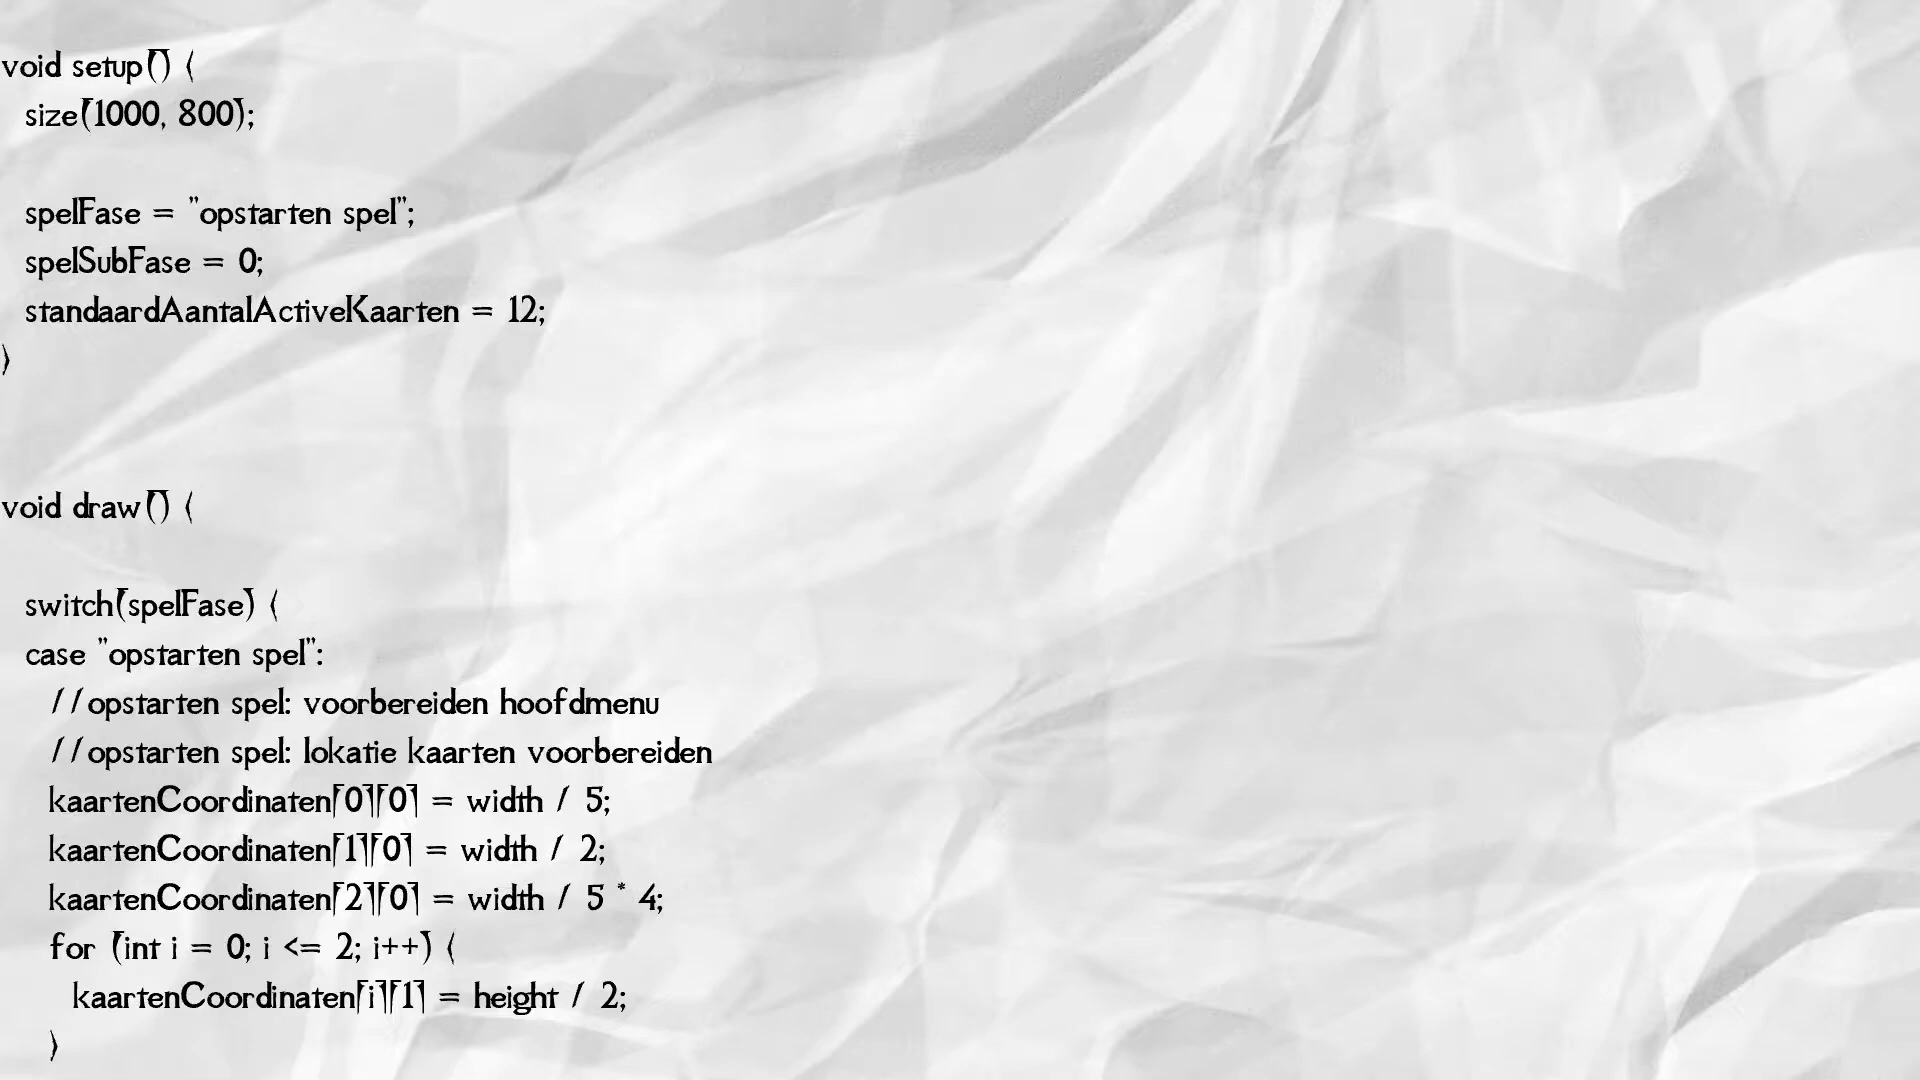 void setup() {
size(1000, 800);
spelFase = "opstarten spel";
spelSubFase = 0;
standaardAantalActiveKaarten = 12;
}
void draw() {
switch(spelFase) {
case "opstarten spel":
//opstarten spel: voorbereiden hoofdmenu
//opstarten spel: lokatie kaarten voorbereiden
kaartenCoordinaten[0][0] = width / 5;
kaartenCoordinaten[1][0] = width / 2;
kaartenCoordinaten[2][0] = width / 5 * 4;
for (int i = 0; i <= 2; i++) {
kaartenCoordinaten[i][1] = height / 2;
}